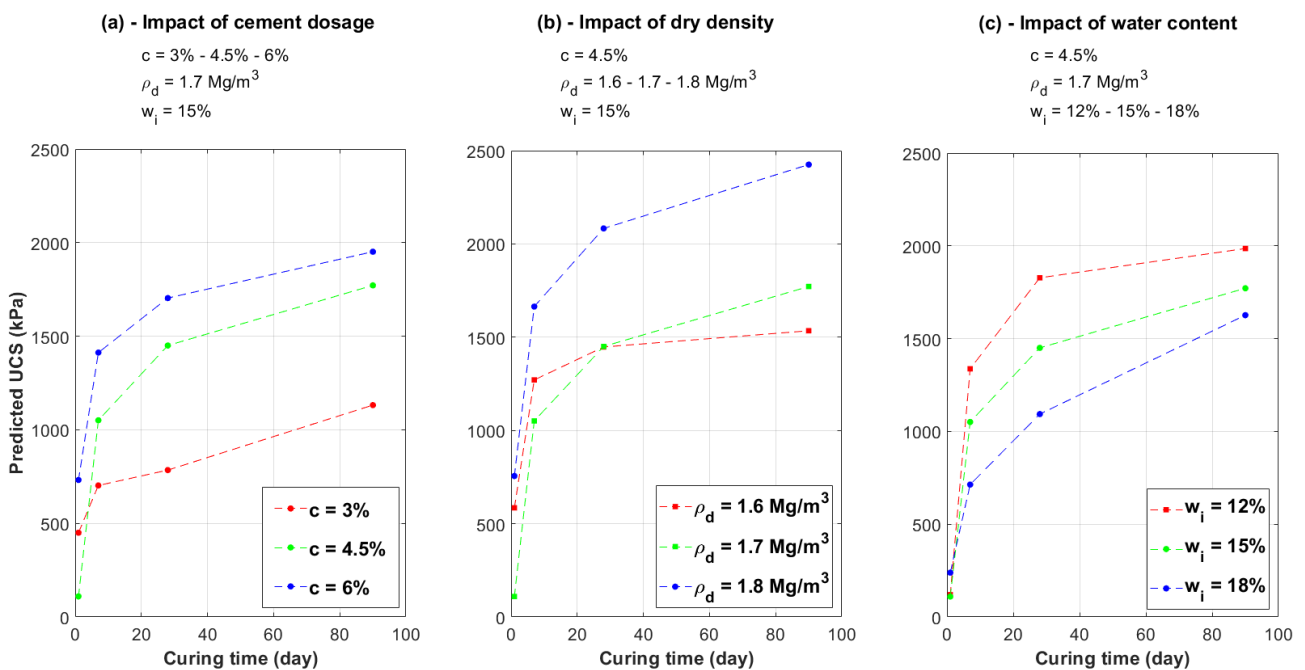 (a) - Impact of cement dosage
c = 3% - 4.5% - 6%
ρd = 1.7 Mg/m³
wi = 15%
2500
2000
1500
1000
500
0
Predicted UCS (kPa)
0 20 40 60 80 100
Curing time (day)
c = 3%
c = 4.5%
c = 6%
(b) - Impact of dry density
c = 4.5%
ρd = 1.6 - 1.7 - 1.8 Mg/m³
wi = 15%
2500
2000
1500
1000
500
0
0 20 40 60 80 100
Curing time (day)
ρd = 1.6 Mg/m³
ρd = 1.7 Mg/m³
ρd = 1.8 Mg/m³
(c) - Impact of water content
c = 4.5%
ρd = 1.7 Mg/m³
wi = 12% - 15% - 18%
2500
2000
1500
1000
500
0
0 20 40 60 80 100
Curing time (day)
wi = 12%
wi = 15%
wi = 18%